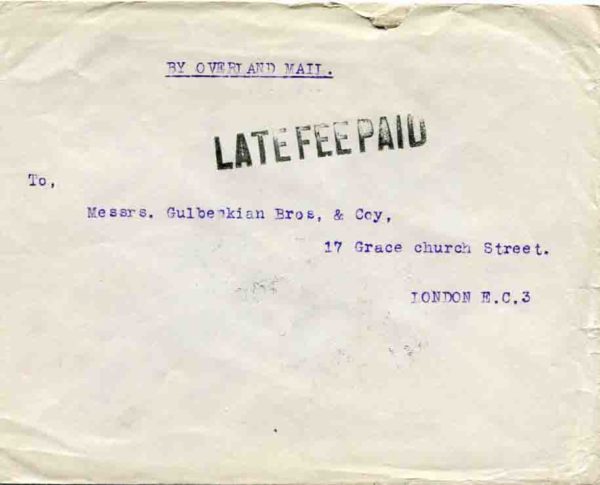 BY OVERLAND MAIL.
LATE FEE PAID
To,
Messrs. Gulbenkian Bros, & Coy,
17 Grace church Street.
LONDON E.C.3